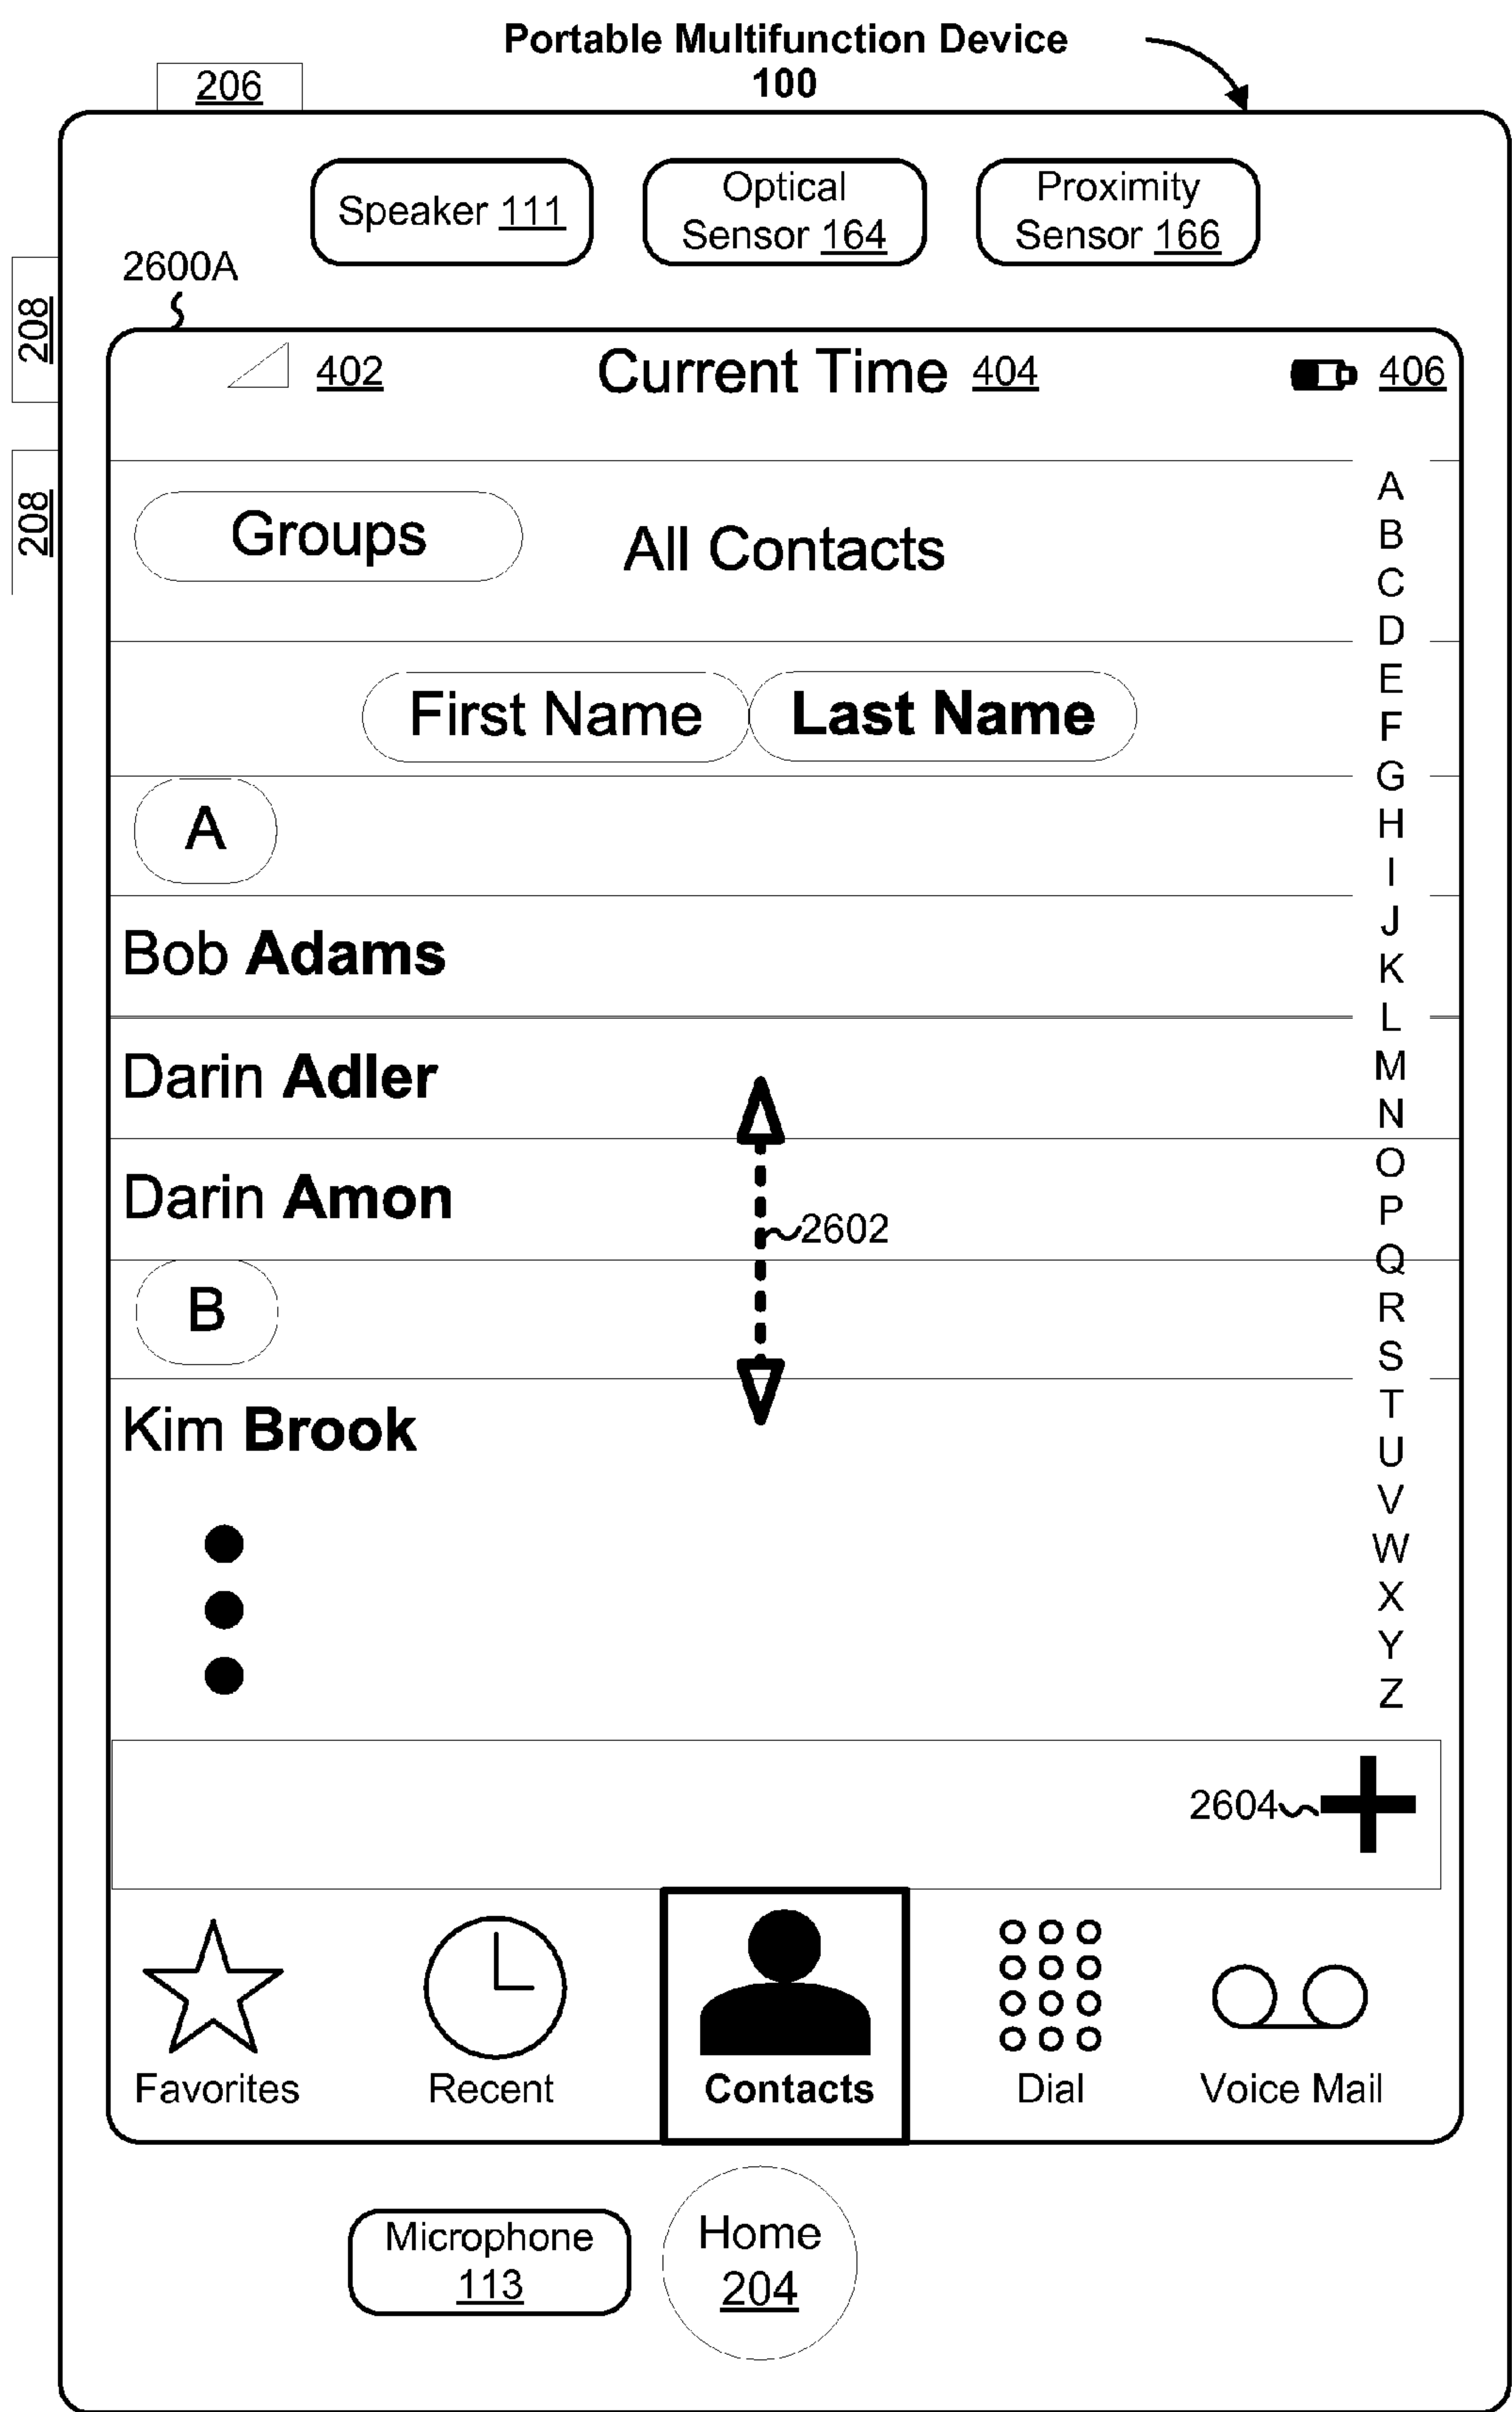 Portable Multifunction Device
100
206
Speaker 111
Optical
Sensor 164
Proximity
Sensor 166
2600A
208
208
402
Current Time 404
406
Groups
All Contacts
First Name
Last Name
A
Bob Adams
Darin Adler
Darin Amon
2602
B
Kim Brook
A
B
C
D
E
F
G
H
I
J
K
L
M
N
O
P
Q
R
S
T
U
V
W
X
Y
Z
2604
Favorites
Recent
Contacts
Dial
Voice Mail
Microphone
113
Home
204